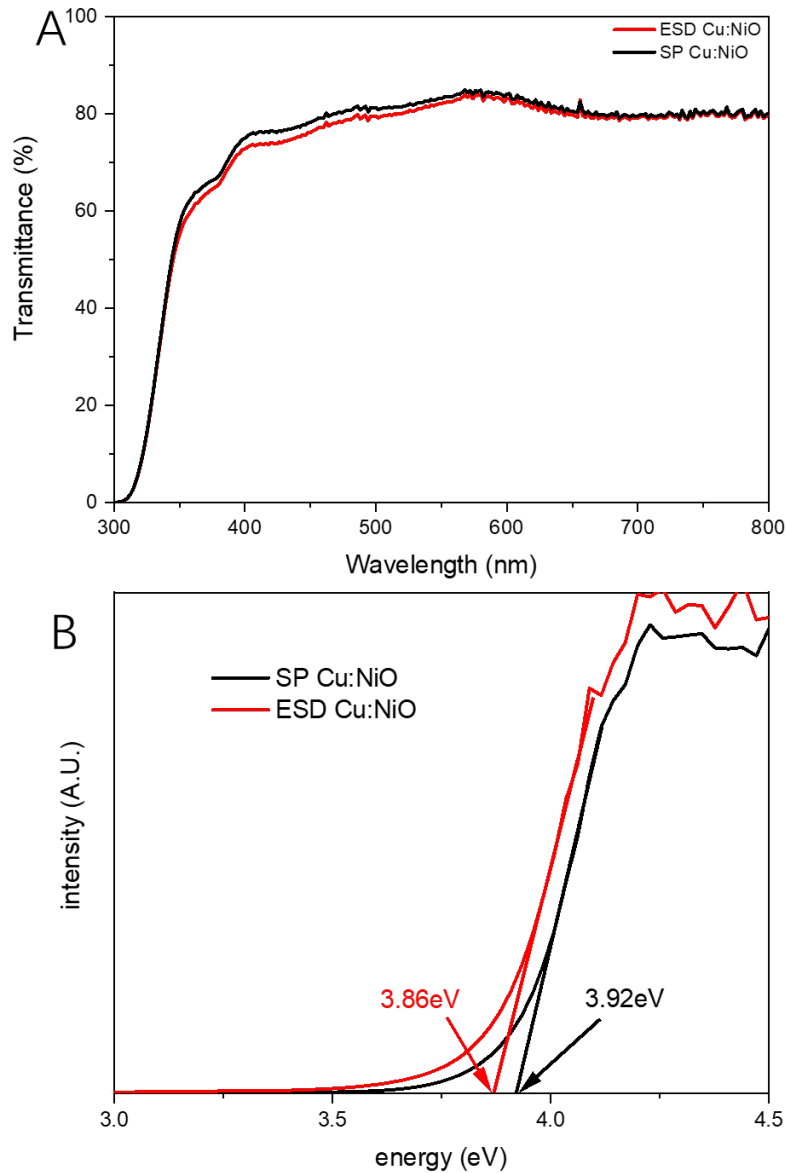 A
ESD Cu:NiO
SP Cu:NiO
100
80
60
40
20
0
Transmittance (%)
300
400
500
600
700
800
Wavelength (nm)
B
SP Cu:NiO
ESD Cu:NiO
intensity (A.U.)
3.86eV
3.92eV
3.0
3.5
4.0
4.5
energy (eV)